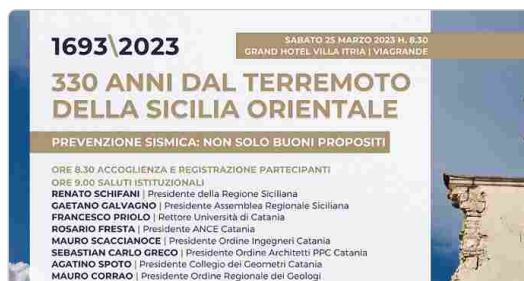 1693\2023
SABATO 25 MARZO 2023 H. 8.30
GRAND HOTEL VILLA ITRIA | VIAGRANDE
330 ANNI DAL TERREMOTO
DELLA SICILIA ORIENTALE
PREVENZIONE SISMICA: NON SOLO BUONI PROPOSITI
ORE 8.30 ACCOGLIENZA E REGISTRAZIONE PARTECIPANTI
ORE 9.00 SALUTI ISTITUZIONALI
RENATO SCHIFANI | Presidente della Regione Siciliana
GAETANO GALVAGNO | Presidente Assemblea Regionale Siciliana
FRANCESCO PRIOLO | Rettore Università di Catania
ROSARIO FRESTA | Presidente ANCE Catania
MAURO SCACCIANOCE | Presidente Ordine Ingegneri Catania
SEBASTIAN CARLO GRECO | Presidente Ordine Architetti PPC Catania
AGATINO SPOTO | Presidente Collegio dei Geometri Catania
MAURO CORRAO | Presidente Ordine Regionale dei Geologi